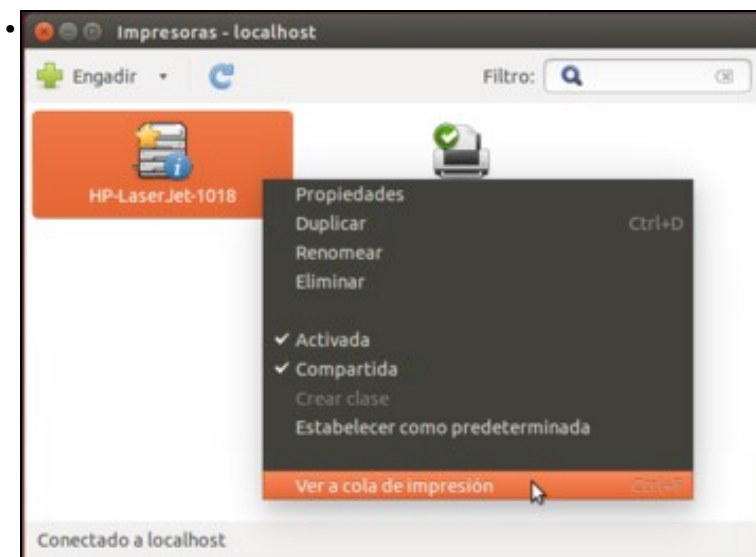 Impresoras - localhost
Engadir
Filtro:
HP-LaserJet-1018
Propiedades
Duplicar Ctrl+D
Renomear
Eliminar
Activada
Compartida
Crear clase
Estabelecer como predeterminada
Ver a cola de impresión Ctrl+F
Conectado a localhost